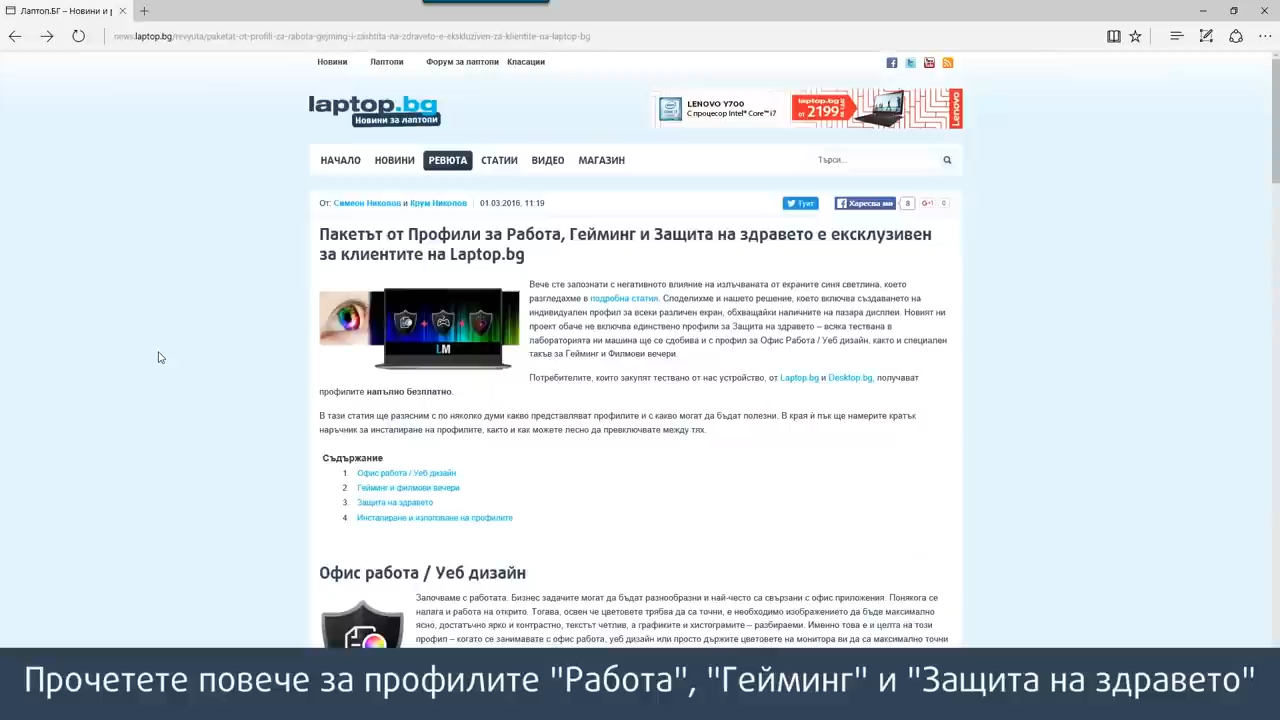 Лаптоп.БГ – Новини и р
news.laptop.bg/revyuta/paketat-ot-profili-za-rabota-gejming-i-zashtita-na-zdraveto-e-ekskluziven-za-klientite-na-laptop-bg
Новини Лаптопи Форум за лаптопи Класации
laptop.bg
Новини за лаптопи
LENOVO Y700
С процесор Intel® Core™ i7
laptop.bg
от 2199
Lenovo
НАЧАЛО НОВИНИ РЕВЮТА СТАТИИ ВИДЕО МАГАЗИН
Търси...
От: Симеон Николов и Крум Николов 01.03.2016, 11:19
Туит Харесва ми 8 G+1 0
Пакетът от Профили за Работа, Гейминг и Защита на здравето е ексклузивен
за клиентите на Laptop.bg
Вече сте запознати с негативното влияние на излъчваната от екраните синя светлина, което
разгледахме в подробна статия. Споделихме и нашето решение, което включва създаването на
индивидуален профил за всеки различен екран, обхващайки наличните на пазара дисплеи. Новият ни
проект обаче не включва единствено профили за Защита на здравето – всяка тествана в
лабораторията ни машина ще се сдобива и с профил за Офис Работа / Уеб дизайн, както и специален
такъв за Гейминг и Филмови вечери.
LM
Потребителите, които закупят тествано от нас устройство, от Laptop.bg и Desktop.bg, получават
профилите напълно безплатно.
В тази статия ще разясним с по няколко думи какво представляват профилите и с какво могат да бъдат полезни. В края ѝ пък ще намерите кратък
наръчник за инсталиране на профилите, както и как можете лесно да превключвате между тях.
Съдържание
1. Офис работа / Уеб дизайн
2. Гейминг и филмови вечери
3. Защита на здравето
4 Инсталиране и използване на профилите
Офис работа / Уеб дизайн
Започваме с работата. Бизнес задачите могат да бъдат разнообразни и най-често са свързани с офис приложения. Понякога се
налага и работа на открито. Тогава, освен че цветовете трябва да са точни, е необходимо изображението да бъде максимално
ясно, достатъчно ярко и контрастно, текстът четлив, а графиките и хистограмите – разбираеми. Именно това е и целта на този
профил – когато се занимавате с офис работа, уеб дизайн или просто държите цветовете на монитора ви да са максимално точни
Прочетете повече за профилите "Работа", "Гейминг" и "Защита на здравето"